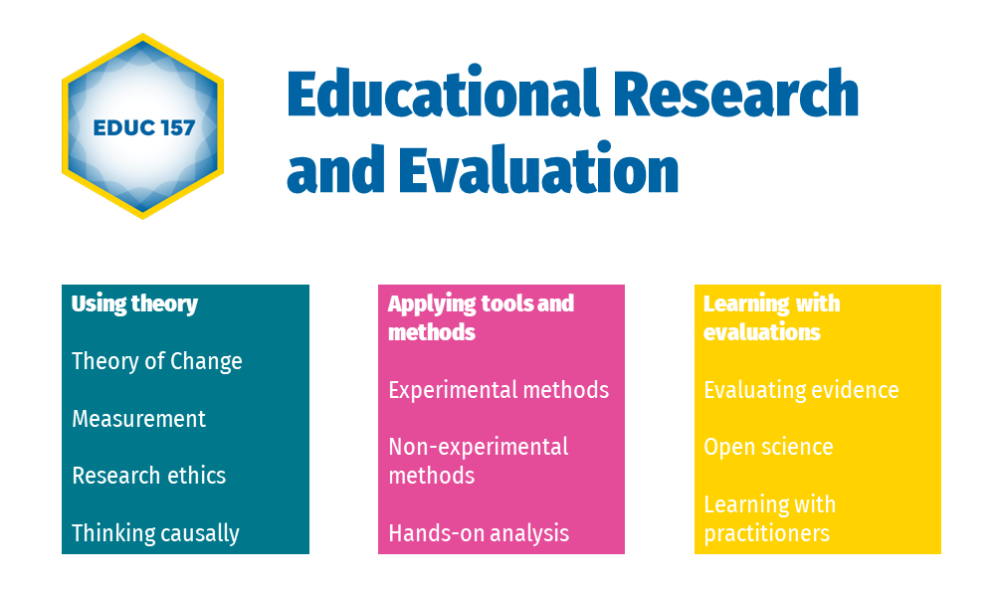 EDUC 157
Educational Research
and Evaluation
Using theory
Theory of Change
Measurement
Research ethics
Thinking causally
Applying tools and
methods
Experimental methods
Non-experimental
methods
Hands-on analysis
Learning with
evaluations
Evaluating evidence
Open science
Learning with
practitioners